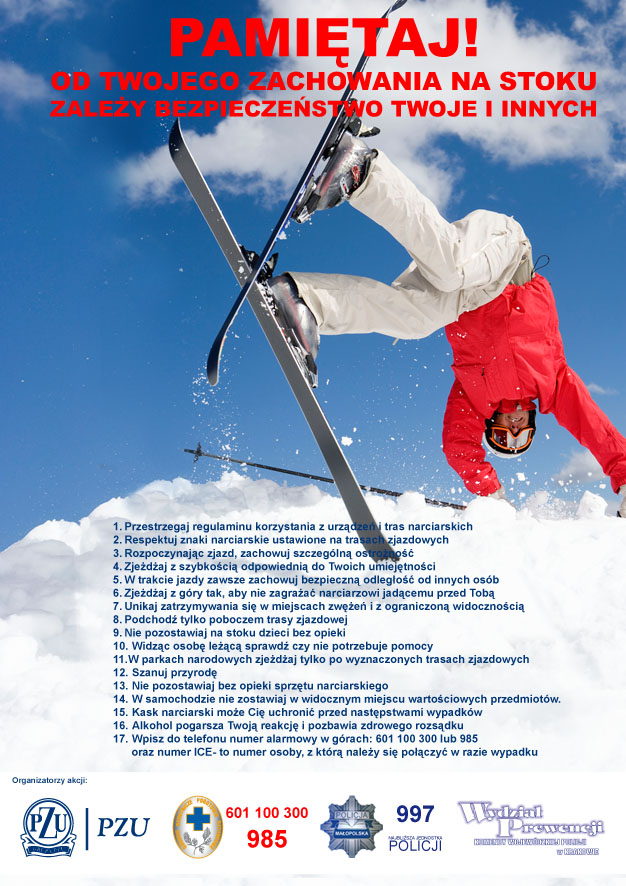 PAMIĘTAJ!
OD TWOJEGO ZACHOWANIA NA STOKU
ZALEŻY BEZPIECZEŃSTWO TWOJE I INNYCH
1. Przestrzegaj regulaminu korzystania z urządzeń i tras narciarskich
2. Respektuj znaki narciarskie ustawione na trasach zjazdowych
3. Rozpoczynając zjazd, zachowuj szczególną ostrożność
4. Zjeżdżaj z szybkością odpowiednią do Twoich umiejętności
5. W trakcie jazdy zawsze zachowuj bezpieczną odległość od innych osób
6. Zjeżdżaj z góry tak, aby nie zagrażać narciarzowi jadącemu przed Tobą
7. Unikaj zatrzymywania się w miejscach zwężeń i z ograniczoną widocznością
8. Podchodź tylko poboczem trasy zjazdowej
9. Nie pozostawiaj na stoku dzieci bez opieki
10. Widząc osobę leżącą sprawdź czy nie potrzebuje pomocy
11.W parkach narodowych zjeżdżaj tylko po wyznaczonych trasach zjazdowych
12. Szanuj przyrodę
13. Nie pozostawiaj bez opieki sprzętu narciarskiego
14. W samochodzie nie zostawiaj w widocznym miejscu wartościowych przedmiotów.
15. Kask narciarski może Cię uchronić przed następstwami wypadków
16. Alkohol pogarsza Twoją reakcję i pozbawia zdrowego rozsądku
17. Wpisz do telefonu numer alarmowy w górach: 601 100 300 lub 985
oraz numer ICE- to numer osoby, z którą należy się połączyć w razie wypadku
Organizatorzy akcji:
PZU
PZU
601 100 300
985
POLICJA
MAŁOPOLSKA
997
NAJBLIŻSZA JEDNOSTKA
POLICJI
Wydział
Prewencji
KOMENDY WOJEWÓDZKIEJ POLICJI
w KRAKOWIE